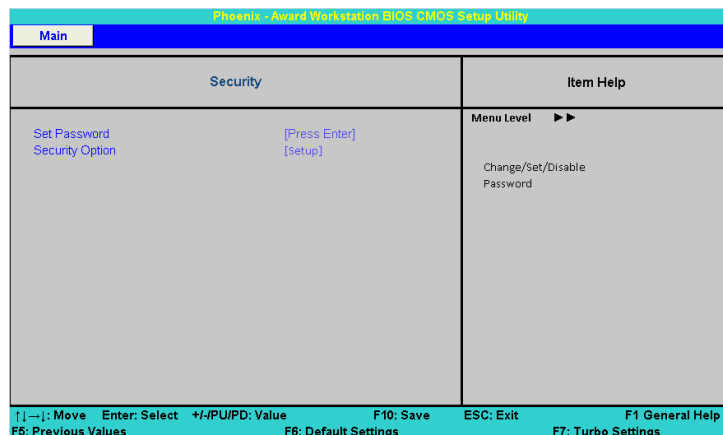 Phoenix - Award Workstation BIOS CMOS Setup Utility
Main
Security
Item Help
Set Password [Press Enter]
Security Option [Setup]
Menu Level ►►
Change/Set/Disable
Password
↑↓→↓: Move Enter: Select +/-/PU/PD: Value F10: Save ESC: Exit F1 General Help
F5: Previous Values F6: Default Settings F7: Turbo Settings